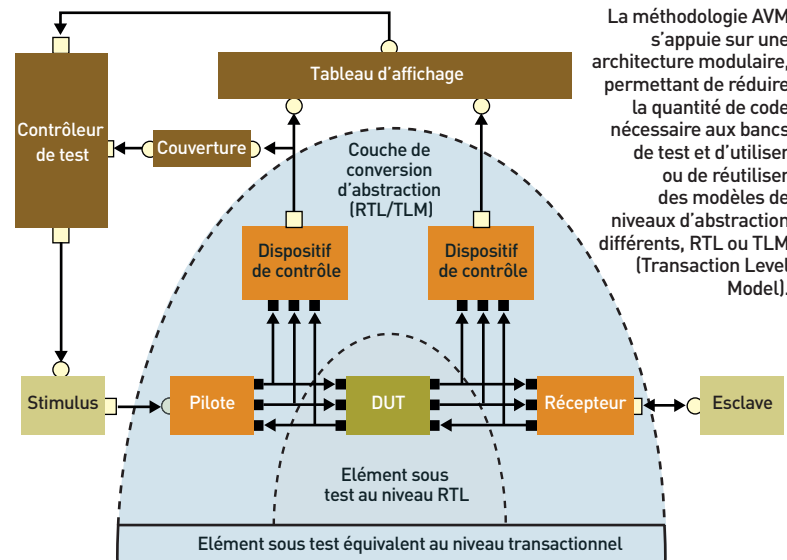 La méthodologie AVM
s'appuie sur une
architecture modulaire,
permettant de réduire
la quantité de code
nécessaire aux bancs
de test et d'utiliser
ou de réutiliser
des modèles de
niveaux d'abstraction
différents, RTL ou TLM
(Transaction Level
Model).
Tableau d'affichage
Contrôleur
de test
Couverture
Couche de
conversion
d'abstraction
(RTL/TLM)
Dispositif
de contrôle
Dispositif
de contrôle
Stimulus
Pilote
DUT
Récepteur
Esclave
Elément sous
test au niveau RTL
Elément sous test équivalent au niveau transactionnel